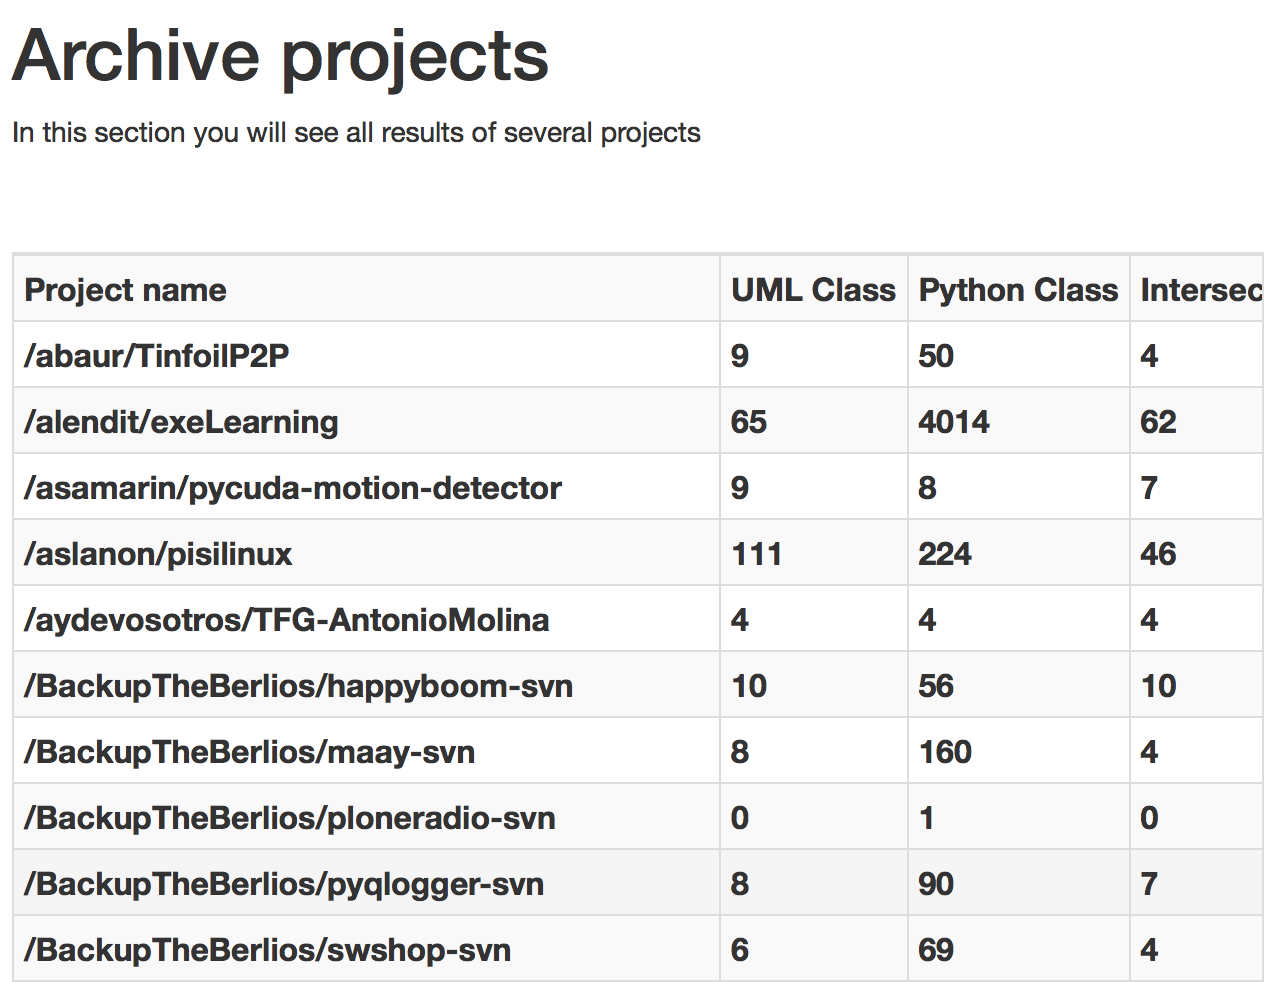 Archive projects
In this section you will see all results of several projects
Project name UML Class Python Class Intersec
/abaur/TinfoilP2P 9 50 4
/alendit/exeLearning 65 4014 62
/asamarin/pycuda-motion-detector 9 8 7
/aslanon/pisilinux 111 224 46
/aydevosotros/TFG-AntonioMolina 4 4 4
/BackupTheBerlios/happyboom-svn 10 56 10
/BackupTheBerlios/maay-svn 8 160 4
/BackupTheBerlios/ploneradio-svn 0 1 0
/BackupTheBerlios/pyqlogger-svn 8 90 7
/BackupTheBerlios/swshop-svn 6 69 4